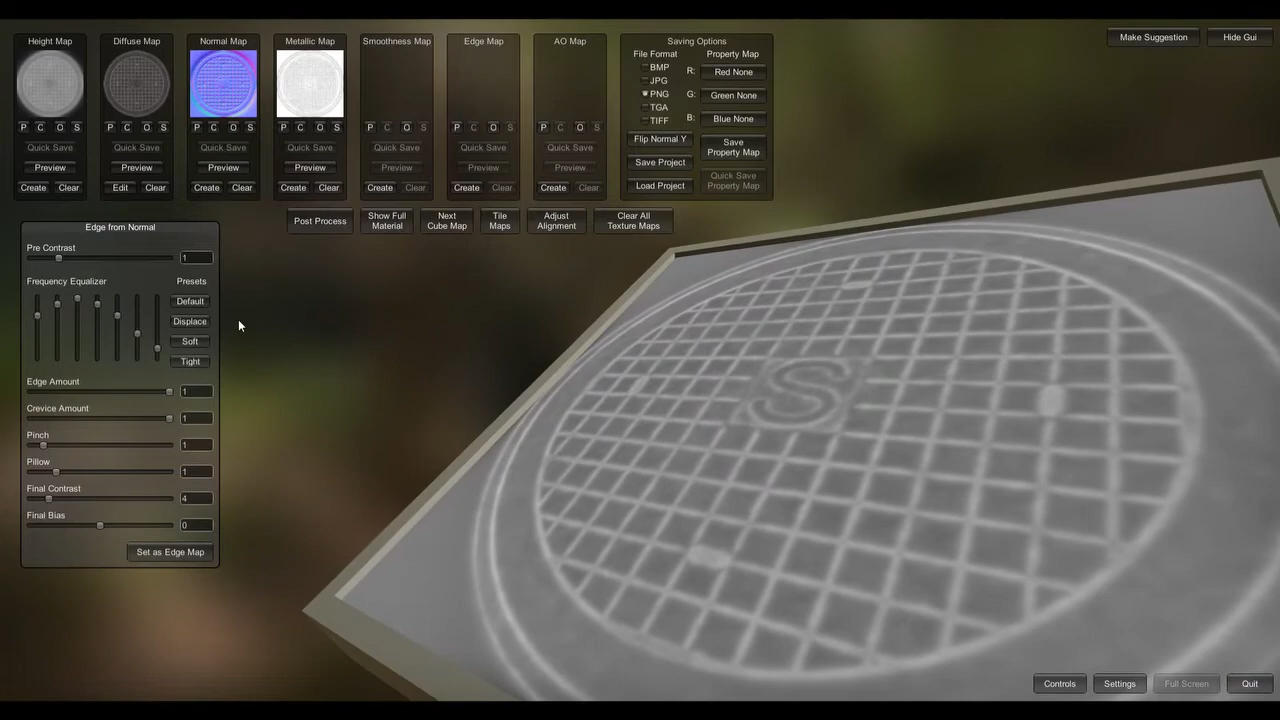 Height Map
Diffuse Map
Normal Map
Metallic Map
Smoothness Map
Edge Map
AO Map
Saving Options
Make Suggestion
Hide Gui
File Format
Property Map
BMP
JPG
PNG
TGA
TIFF
R:
Red None
G:
Green None
B:
Blue None
P C O S
P C O S
P C O S
P C O S
P C O S
P C O S
P C O S
Flip Normal Y
Save
Property Map
Quick Save
Quick Save
Quick Save
Quick Save
Quick Save
Quick Save
Quick Save
Save Project
Preview
Preview
Preview
Preview
Preview
Preview
Preview
Quick Save
Property Map
Create Clear
Edit Clear
Create Clear
Create Clear
Create Clear
Create Clear
Create Clear
Load Project
Post Process
Show Full
Material
Next
Cube Map
Tile
Maps
Adjust
Alignment
Clear All
Texture Maps
Edge from Normal
Pre Contrast
1
Frequency Equalizer
Presets
Default
Displace
Soft
Tight
Edge Amount
1
Crevice Amount
1
Pinch
1
Pillow
1
Final Contrast
4
Final Bias
0
Set as Edge Map
S
Controls
Settings
Full Screen
Quit